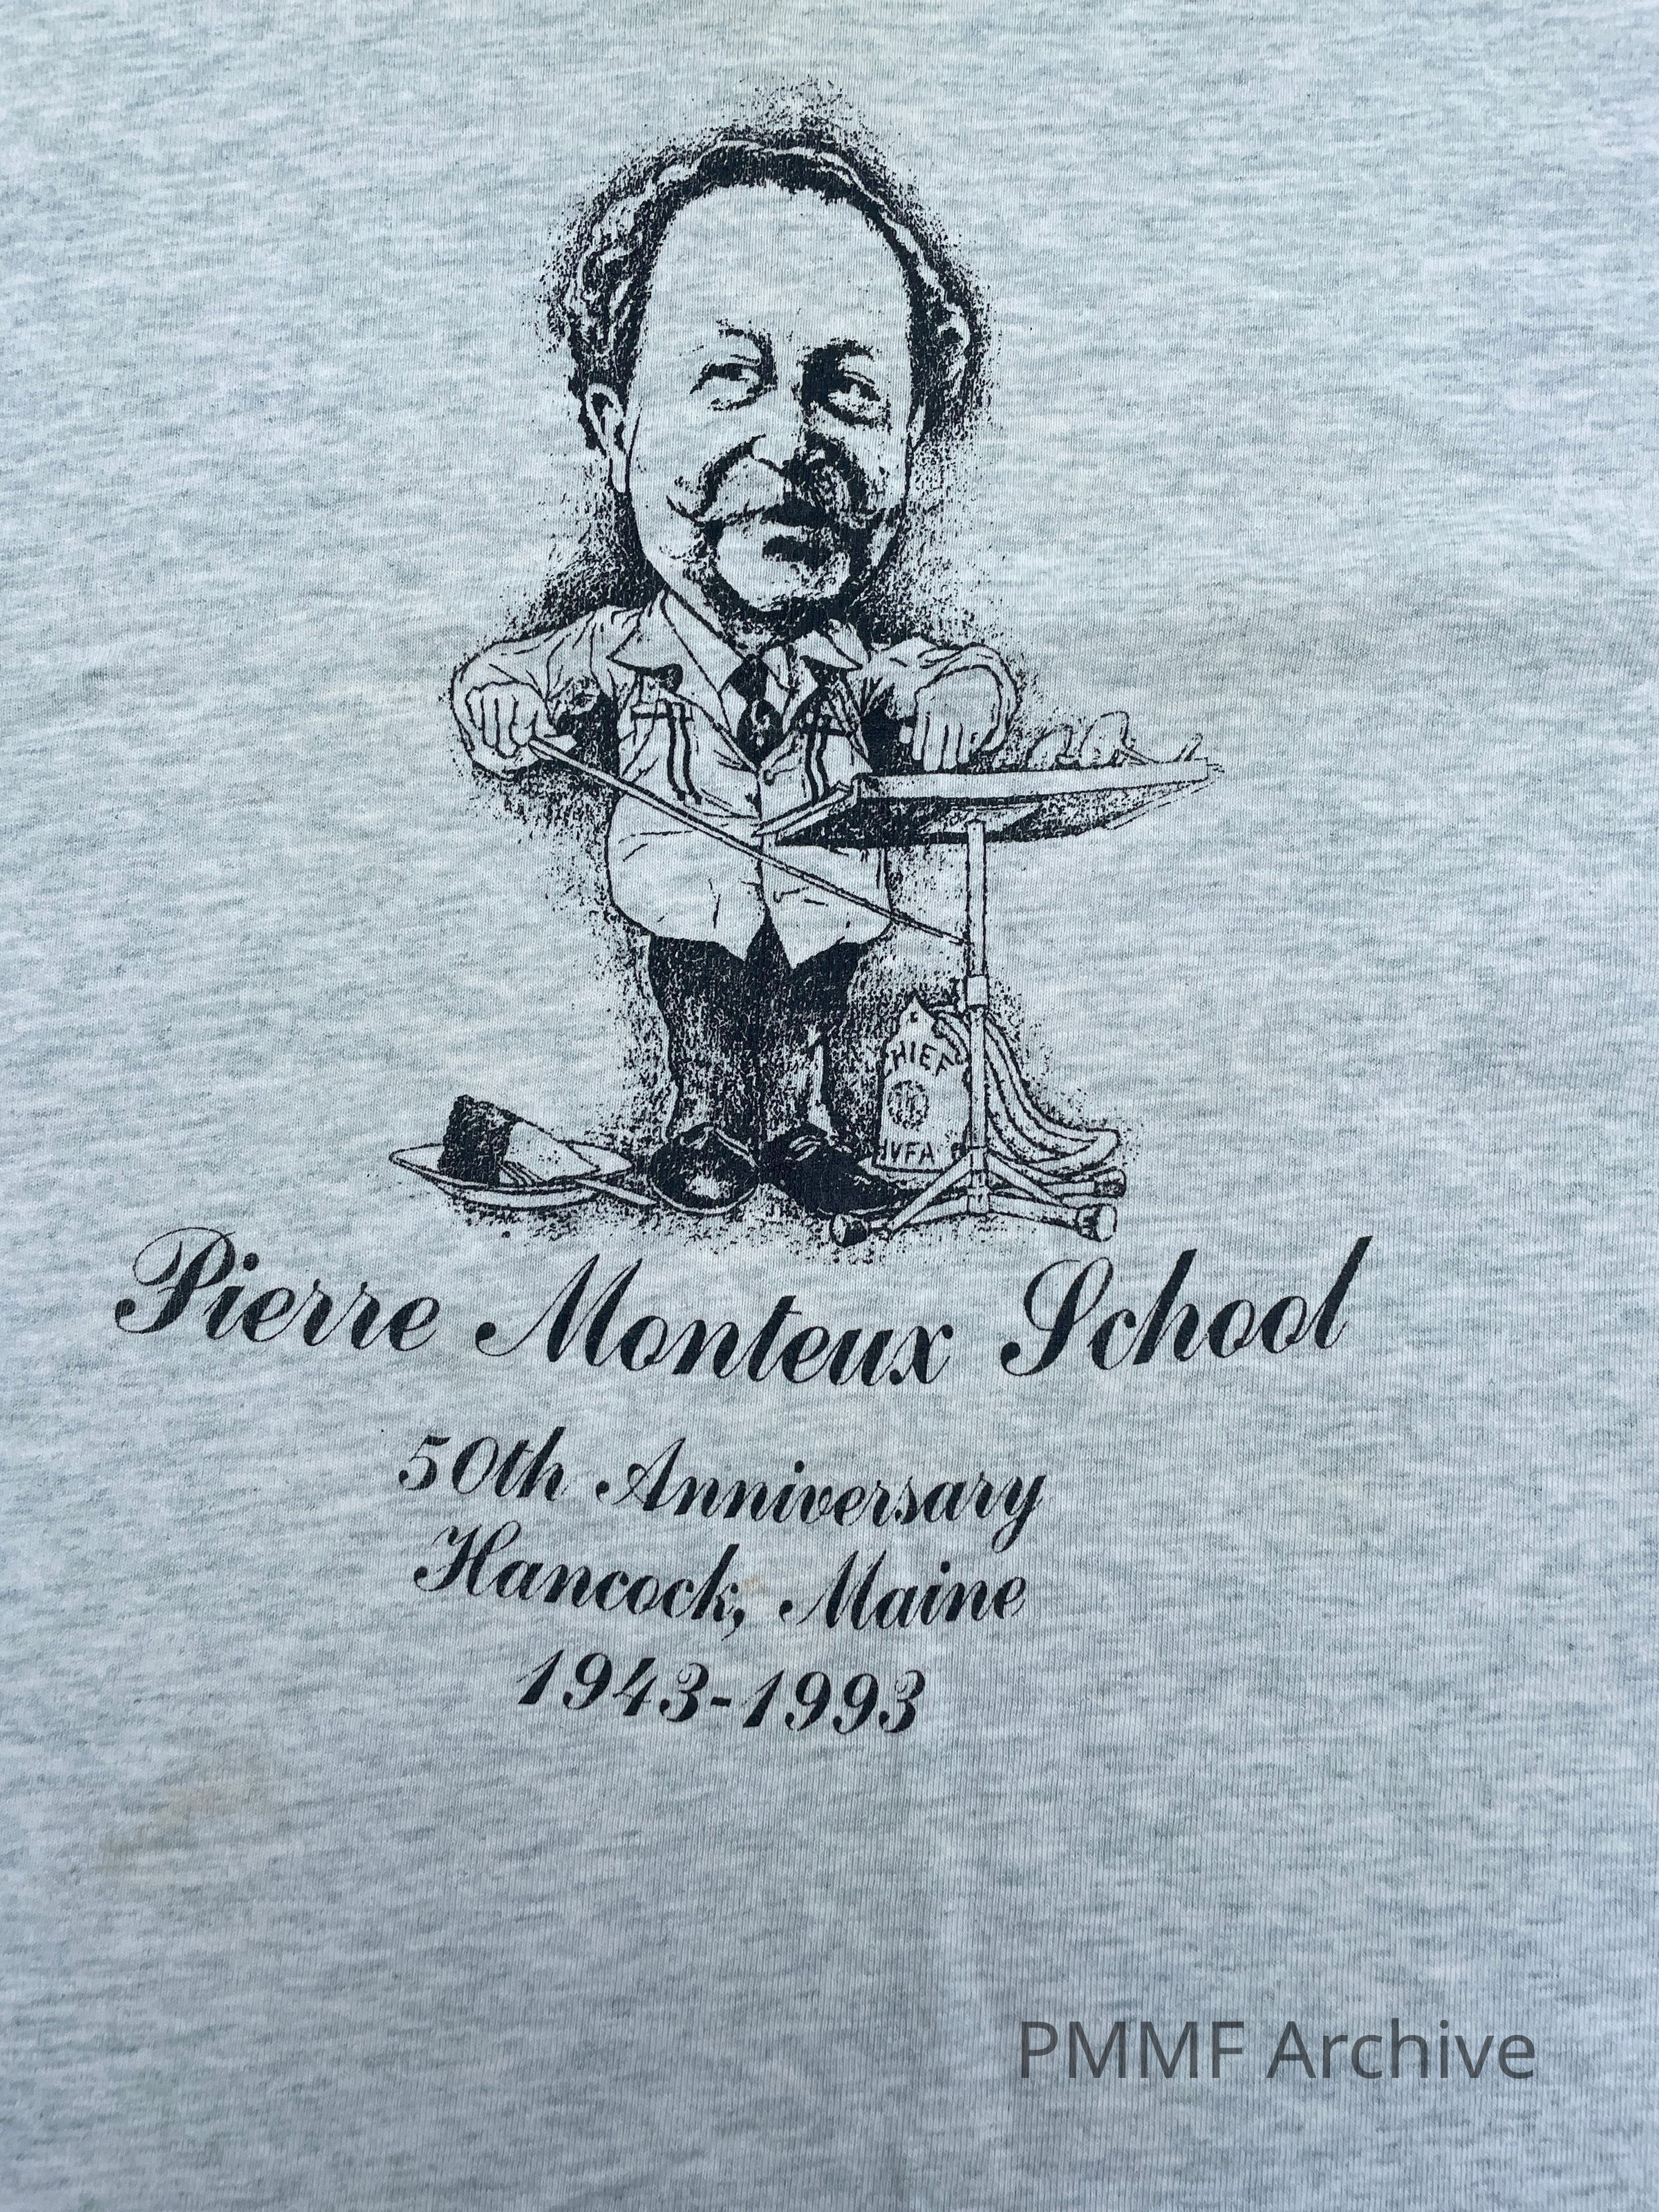 CHIEF
HVFA
Pierre Monteux School
50th Anniversary
Hancock, Maine
1943-1993
PMMF Archive